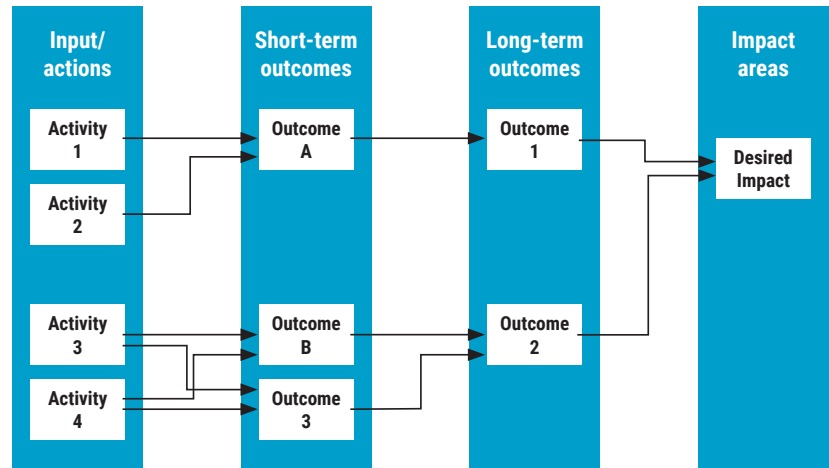 Input/
actions
Short-term
outcomes
Long-term
outcomes
Impact
areas
Activity
1
Outcome
A
Outcome
1
Desired
Impact
Activity
2
Activity
3
Outcome
B
Outcome
2
Activity
4
Outcome
3